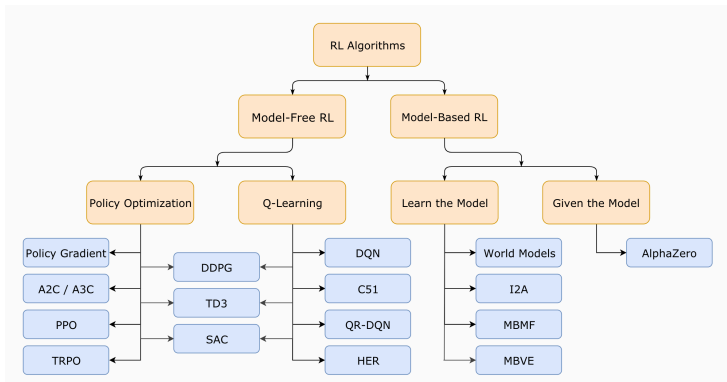 RL Algorithms
Model-Free RL
Model-Based RL
Policy Optimization
Q-Learning
Learn the Model
Given the Model
Policy Gradient
DDPG
DQN
World Models
AlphaZero
A2C / A3C
TD3
C51
I2A
PPO
SAC
QR-DQN
MBMF
TRPO
HER
MBVE